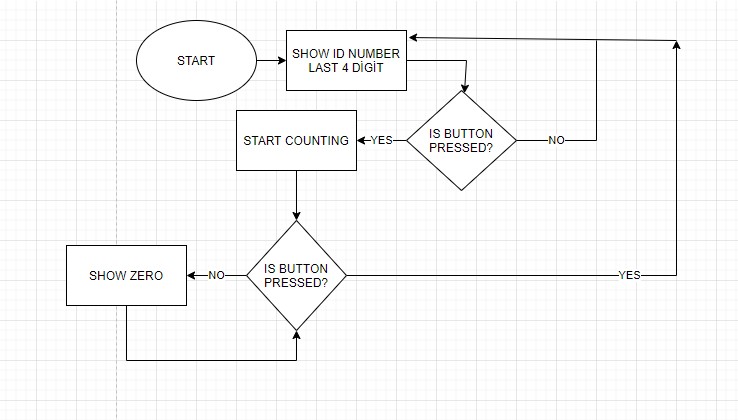 START
SHOW ID NUMBER
LAST 4 DİGİT
IS BUTTON
PRESSED?
NO
YES
START COUNTING
IS BUTTON
PRESSED?
NO
SHOW ZERO
YES